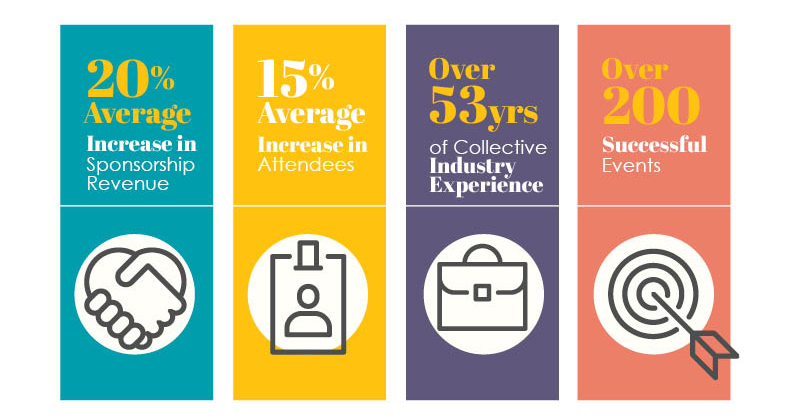 20%
Average
Increase in
Sponsorship
Revenue
15%
Average
Increase in
Attendees
Over
53yrs
of Collective
Industry
Experience
Over
200
Successful
Events